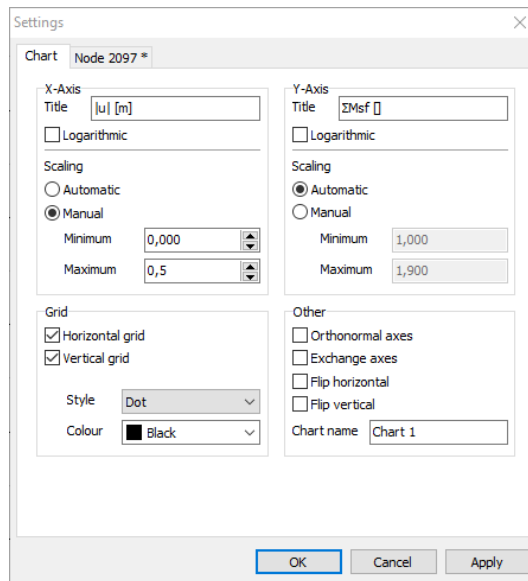 Settings
Chart
Node 2097 *
X-Axis
Title |u| [m]
Logarithmic
Scaling
Automatic
Manual
Minimum 0,000
Maximum 0,5
Y-Axis
Title ΣMsf []
Logarithmic
Scaling
Automatic
Manual
Minimum 1,000
Maximum 1,900
Grid
Horizontal grid
Vertical grid
Style Dot
Colour Black
Other
Orthonormal axes
Exchange axes
Flip horizontal
Flip vertical
Chart name Chart 1
OK
Cancel
Apply